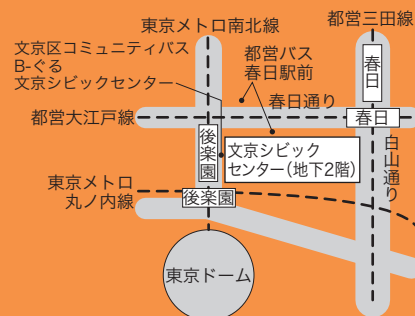 東京メトロ南北線
都営三田線
文京区コミュニティバス
B-ぐる
文京シビックセンター
都営バス
春日駅前
春日
春日通り
都営大江戸線
春日
後楽園
文京シビック
センター(地下2階)
白山通り
東京メトロ
丸ノ内線
後楽園
東京ドーム